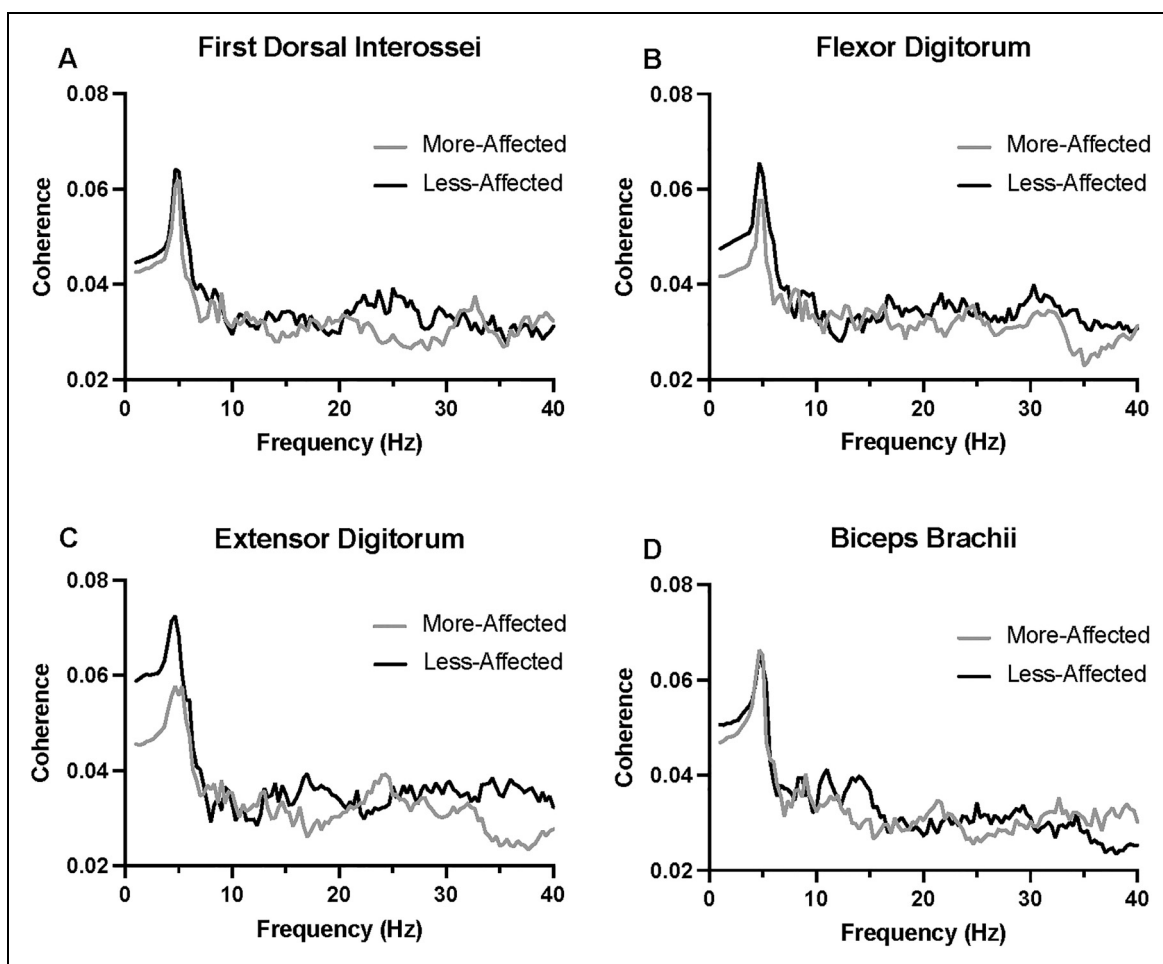 A
First Dorsal Interossei
0.08
0.06
0.04
0.02
Coherence
More-Affected
Less-Affected
0
10
20
30
40
Frequency (Hz)
B
Flexor Digitorum
0.08
0.06
0.04
0.02
Coherence
More-Affected
Less-Affected
0
10
20
30
40
Frequency (Hz)
C
Extensor Digitorum
0.08
0.06
0.04
0.02
Coherence
More-Affected
Less-Affected
0
10
20
30
40
Frequency (Hz)
D
Biceps Brachii
0.08
0.06
0.04
0.02
Coherence
More-Affected
Less-Affected
0
10
20
30
40
Frequency (Hz)